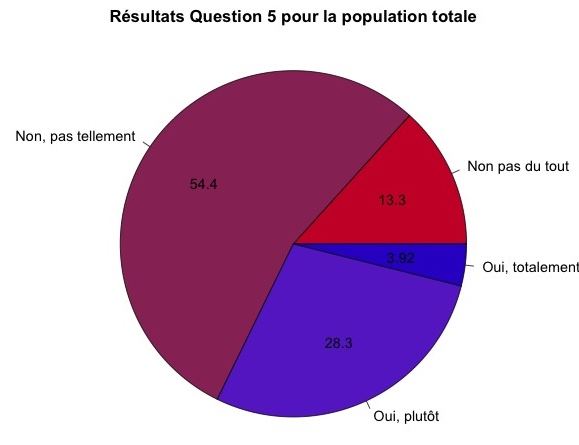 Résultats Question 5 pour la population totale
Non, pas tellement
Non pas du tout
54.4
13.3
3.92
Oui, totalement
28.3
Oui, plutôt